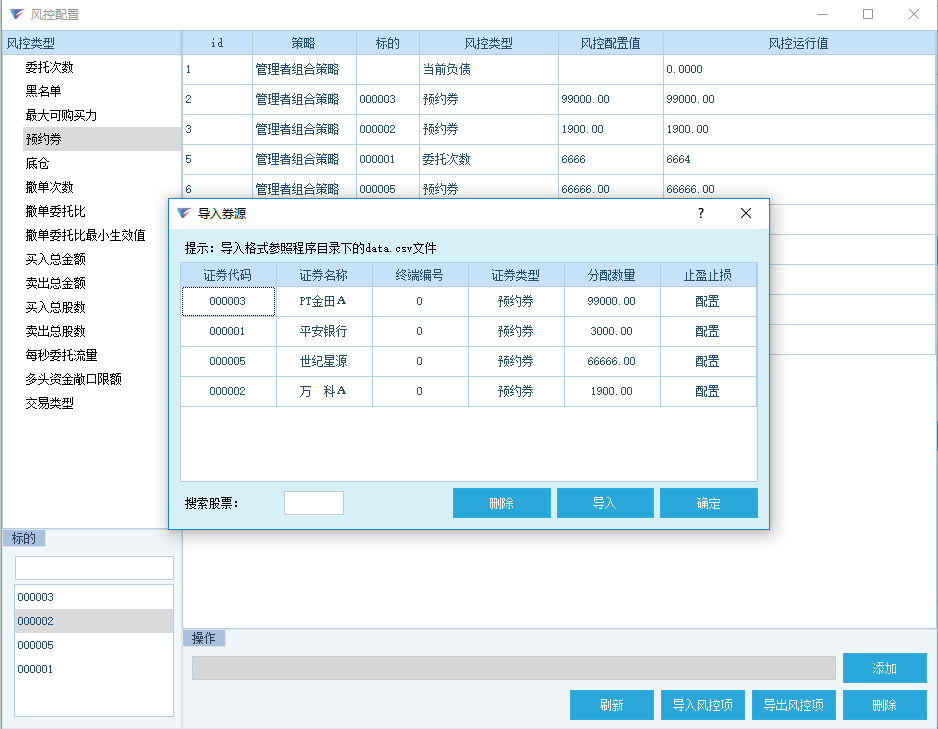 风控配置
风控类型 id 策略 标的 风控类型 风控配置值 风控运行值
委托次数
黑名单
最大可购买力
预约券
底仓
撤单次数
撤单委托比
撤单委托比最小生效值
买入总金额
卖出总金额
买入总股数
卖出总股数
每秒委托流量
多头资金敞口限额
交易类型
1 管理者组合策略 当前负债 0.0000
2 管理者组合策略 000003 预约券 99000.00 99000.00
3 管理者组合策略 000002 预约券 1900.00 1900.00
5 管理者组合策略 000001 委托次数 6666 6664
6 管理者组合策略 000005 预约券 66666.00 66666.00
导入券源 ?
提示: 导入格式参照程序目录下的data.csv文件
证券代码 证券名称 终端编号 证券类型 分配数量 止盈止损
000003 PT金田A 0 预约券 99000.00 配置
000001 平安银行 0 预约券 3000.00 配置
000005 世纪星源 0 预约券 66666.00 配置
000002 万 科A 0 预约券 1900.00 配置
搜索股票: 删除 导入 确定
标的
000003
000002
000005
000001
操作
添加
刷新 导入风控项 导出风控项 删除